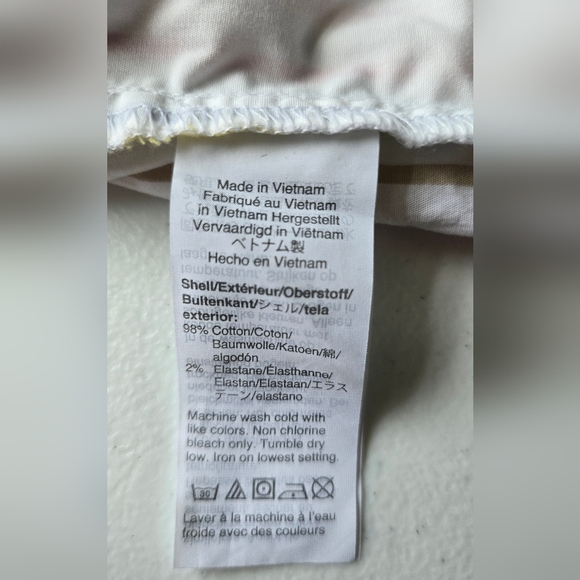 Made in Vietnam
Fabriqué au Vietnam
in Vietnam Hergestellt
Vervaardigd in Viëtnam
ベトナム製
Hecho en Vietnam
Shell/Extérieur/Oberstoff/
Buitenkant/シェル/tela
exterior:
98% Cotton/Coton/
Baumwolle/Katoen/綿/
algodón
2% Elastane/Élasthanne/
Elastan/Elastaan/エラス
テーン/elastano
Machine wash cold with
like colors. Non chlorine
bleach only. Tumble dry
low. Iron on lowest setting.
30
Laver à la machine à l'eau
froide avec des couleurs